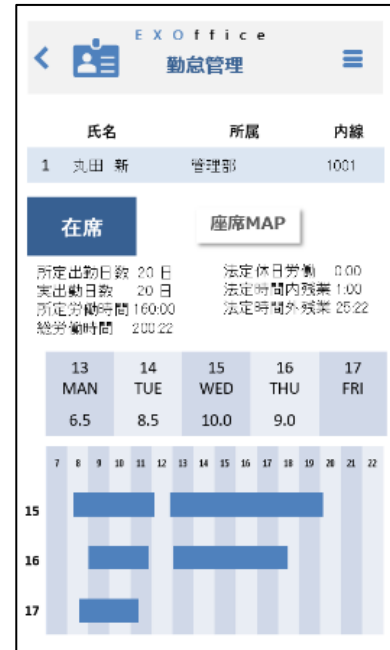 EXOffice
勤怠管理
氏名 所属 内線
1 丸田 新 管理部 1001
在席 座席MAP
所定出勤日数 20 日 法定休日労働 0:00
実出勤日数 20 日 法定時間内残業 1:00
所定労働時間 160:00 法定時間外残業 25:22
総労働時間 200:22
13 14 15 16 17
MAN TUE WED THU FRI
6.5 8.5 10.0 9.0
7 8 9 10 11 12 13 14 15 16 17 18 19 20 21 22
15
16
17